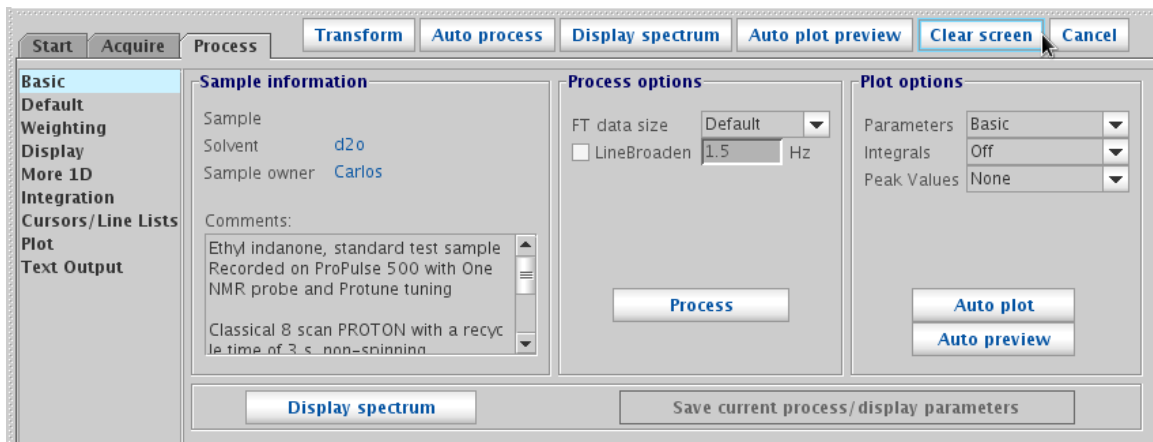 Start Acquire Process Transform Auto process Display spectrum Auto plot preview Clear screen Cancel
Basic
Default
Weighting
Display
More 1D
Integration
Cursors/Line Lists
Plot
Text Output
Sample information
Sample
Solvent d2o
Sample owner Carlos
Comments:
Ethyl indanone, standard test sample
Recorded on ProPulse 500 with One
NMR probe and Protune tuning
Classical 8 scan PROTON with a recyc
le time of 3 s, non-spinning
Process options
FT data size Default
LineBroaden 1.5 Hz
Process
Plot options
Parameters Basic
Integrals Off
Peak Values None
Auto plot
Auto preview
Display spectrum Save current process/display parameters